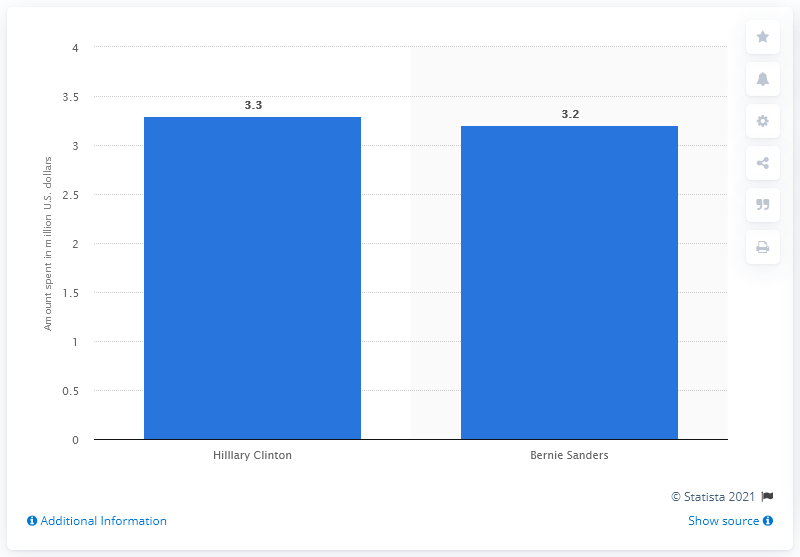 4
3.5
3
2.5
2
1.5
1
0.5
0
Amount spent in million U.S. dollars
3.3
3.2
Hilllary Clinton
Bernie Sanders
© Statista 2021
Additional Information
Show source